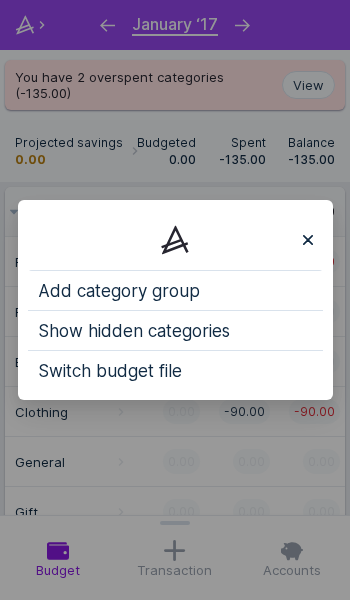 January ‘17
You have 2 overspent categories
(-135.00)
View
Projected savings Budgeted Spent Balance
0.00 0.00 -135.00 -135.00
Add category group
Show hidden categories
Switch budget file
Clothing 0.00 -90.00 -90.00
General 0.00 0.00 0.00
Gift 0.00 0.00 0.00
Budget Transaction Accounts